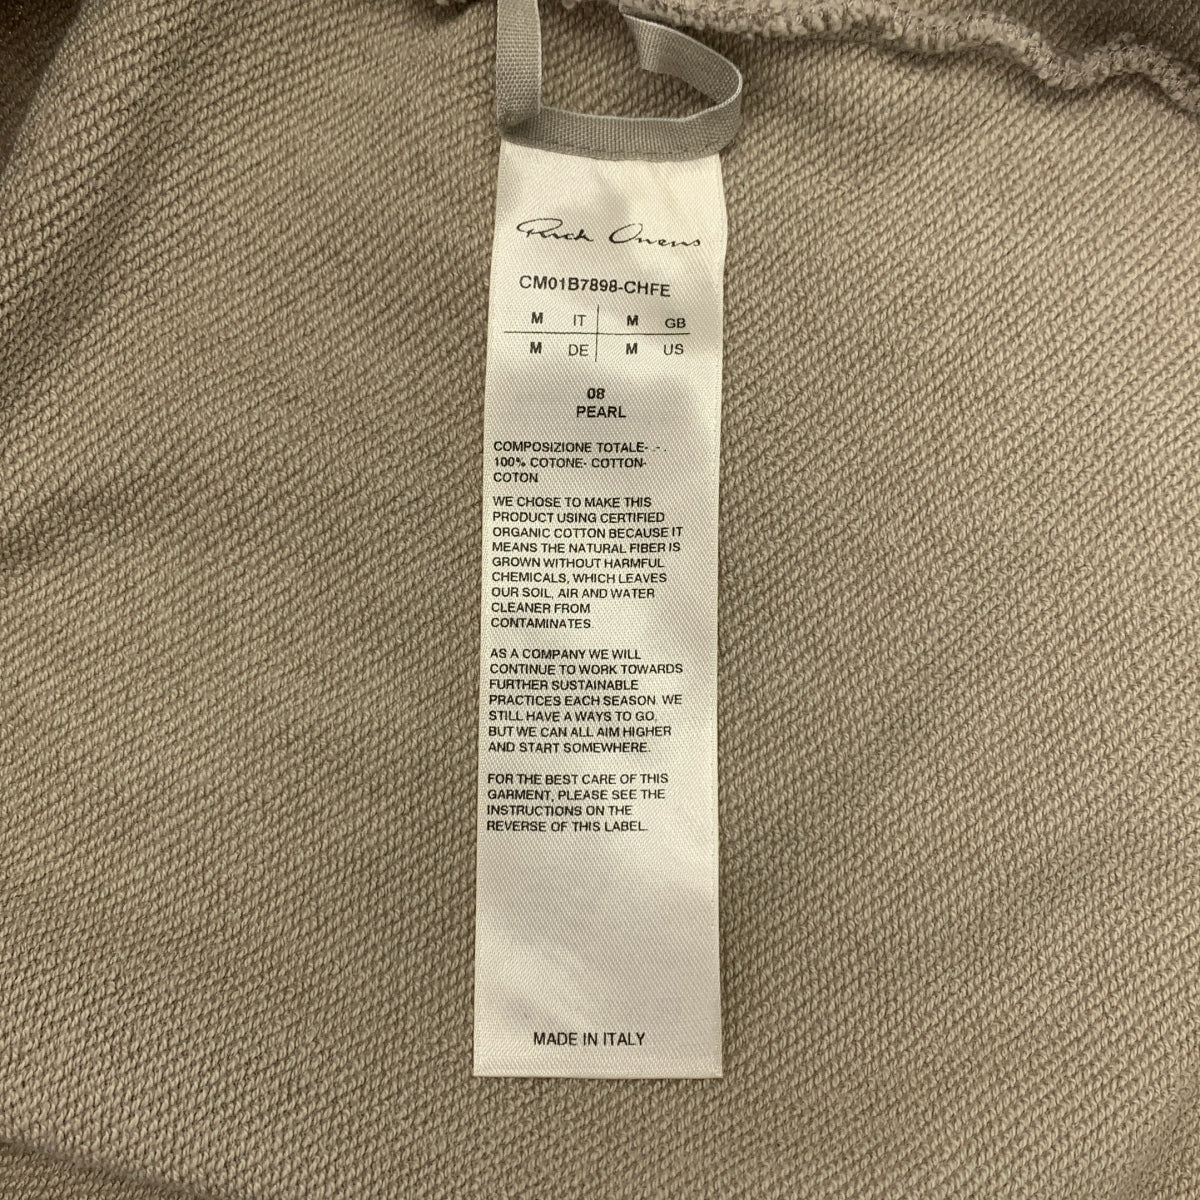 Rick Owens
CM01B7898-CHFE
M IT M GB
M DE M US
08
PEARL
COMPOSIZIONE TOTALE- .- .
100% COTONE- COTTON-
COTON
WE CHOSE TO MAKE THIS
PRODUCT USING CERTIFIED
ORGANIC COTTON BECAUSE IT
MEANS THE NATURAL FIBER IS
GROWN WITHOUT HARMFUL
CHEMICALS, WHICH LEAVES
OUR SOIL, AIR AND WATER
CLEANER FROM
CONTAMINATES.
AS A COMPANY WE WILL
CONTINUE TO WORK TOWARDS
FURTHER SUSTAINABLE
PRACTICES EACH SEASON. WE
STILL HAVE A WAYS TO GO,
BUT WE CAN ALL AIM HIGHER
AND START SOMEWHERE.
FOR THE BEST CARE OF THIS
GARMENT, PLEASE SEE THE
INSTRUCTIONS ON THE
REVERSE OF THIS LABEL.
MADE IN ITALY